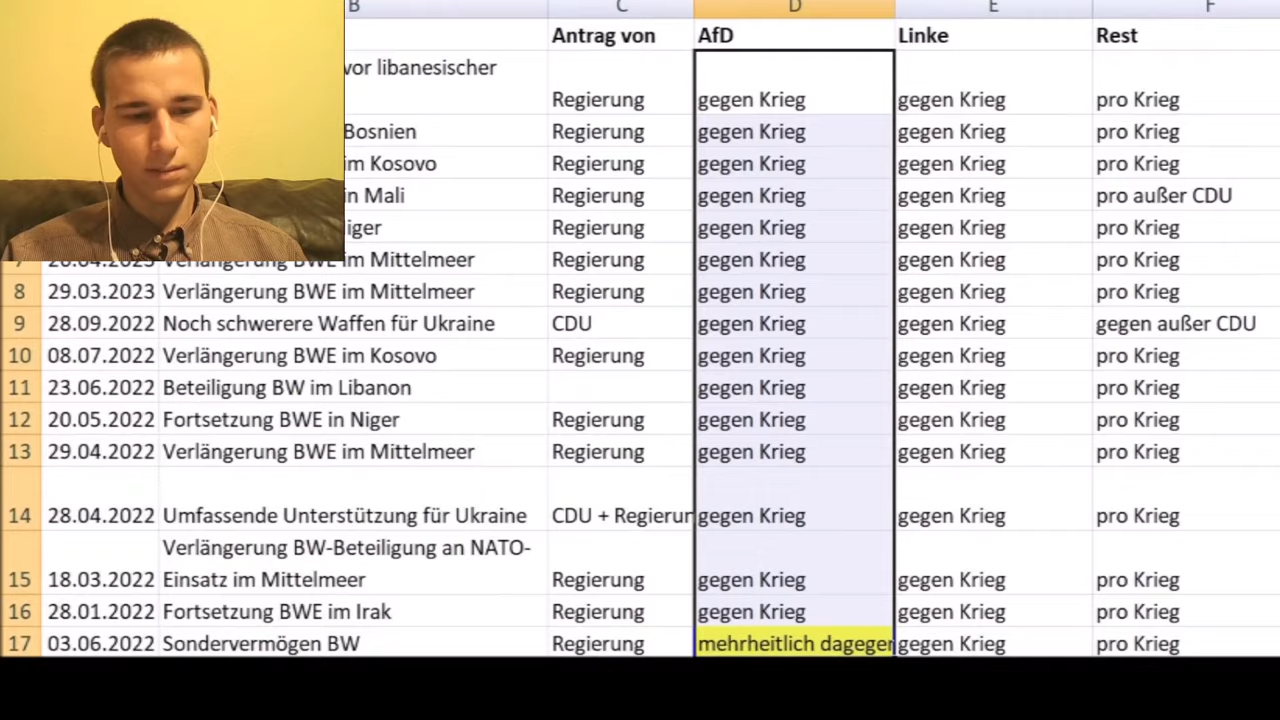 B C D E F
Antrag von AfD Linke Rest
vor libanesischer
Regierung gegen Krieg gegen Krieg pro Krieg
Bosnien Regierung gegen Krieg gegen Krieg pro Krieg
im Kosovo Regierung gegen Krieg gegen Krieg pro Krieg
in Mali Regierung gegen Krieg gegen Krieg pro außer CDU
iger Regierung gegen Krieg gegen Krieg pro Krieg
Verlängerung BWE im Mittelmeer Regierung gegen Krieg gegen Krieg pro Krieg
8 29.03.2023 Verlängerung BWE im Mittelmeer Regierung gegen Krieg gegen Krieg pro Krieg
9 28.09.2022 Noch schwerere Waffen für Ukraine CDU gegen Krieg gegen Krieg gegen außer CDU
10 08.07.2022 Verlängerung BWE im Kosovo Regierung gegen Krieg gegen Krieg pro Krieg
11 23.06.2022 Beteiligung BW im Libanon gegen Krieg gegen Krieg pro Krieg
12 20.05.2022 Fortsetzung BWE in Niger Regierung gegen Krieg gegen Krieg pro Krieg
13 29.04.2022 Verlängerung BWE im Mittelmeer Regierung gegen Krieg gegen Krieg pro Krieg
14 28.04.2022 Umfassende Unterstützung für Ukraine CDU + Regierur gegen Krieg gegen Krieg pro Krieg
Verlängerung BW-Beteiligung an NATO-
15 18.03.2022 Einsatz im Mittelmeer Regierung gegen Krieg gegen Krieg pro Krieg
16 28.01.2022 Fortsetzung BWE im Irak Regierung gegen Krieg gegen Krieg pro Krieg
17 03.06.2022 Sondervermögen BW Regierung mehrheitlich dagegen gegen Krieg pro Krieg